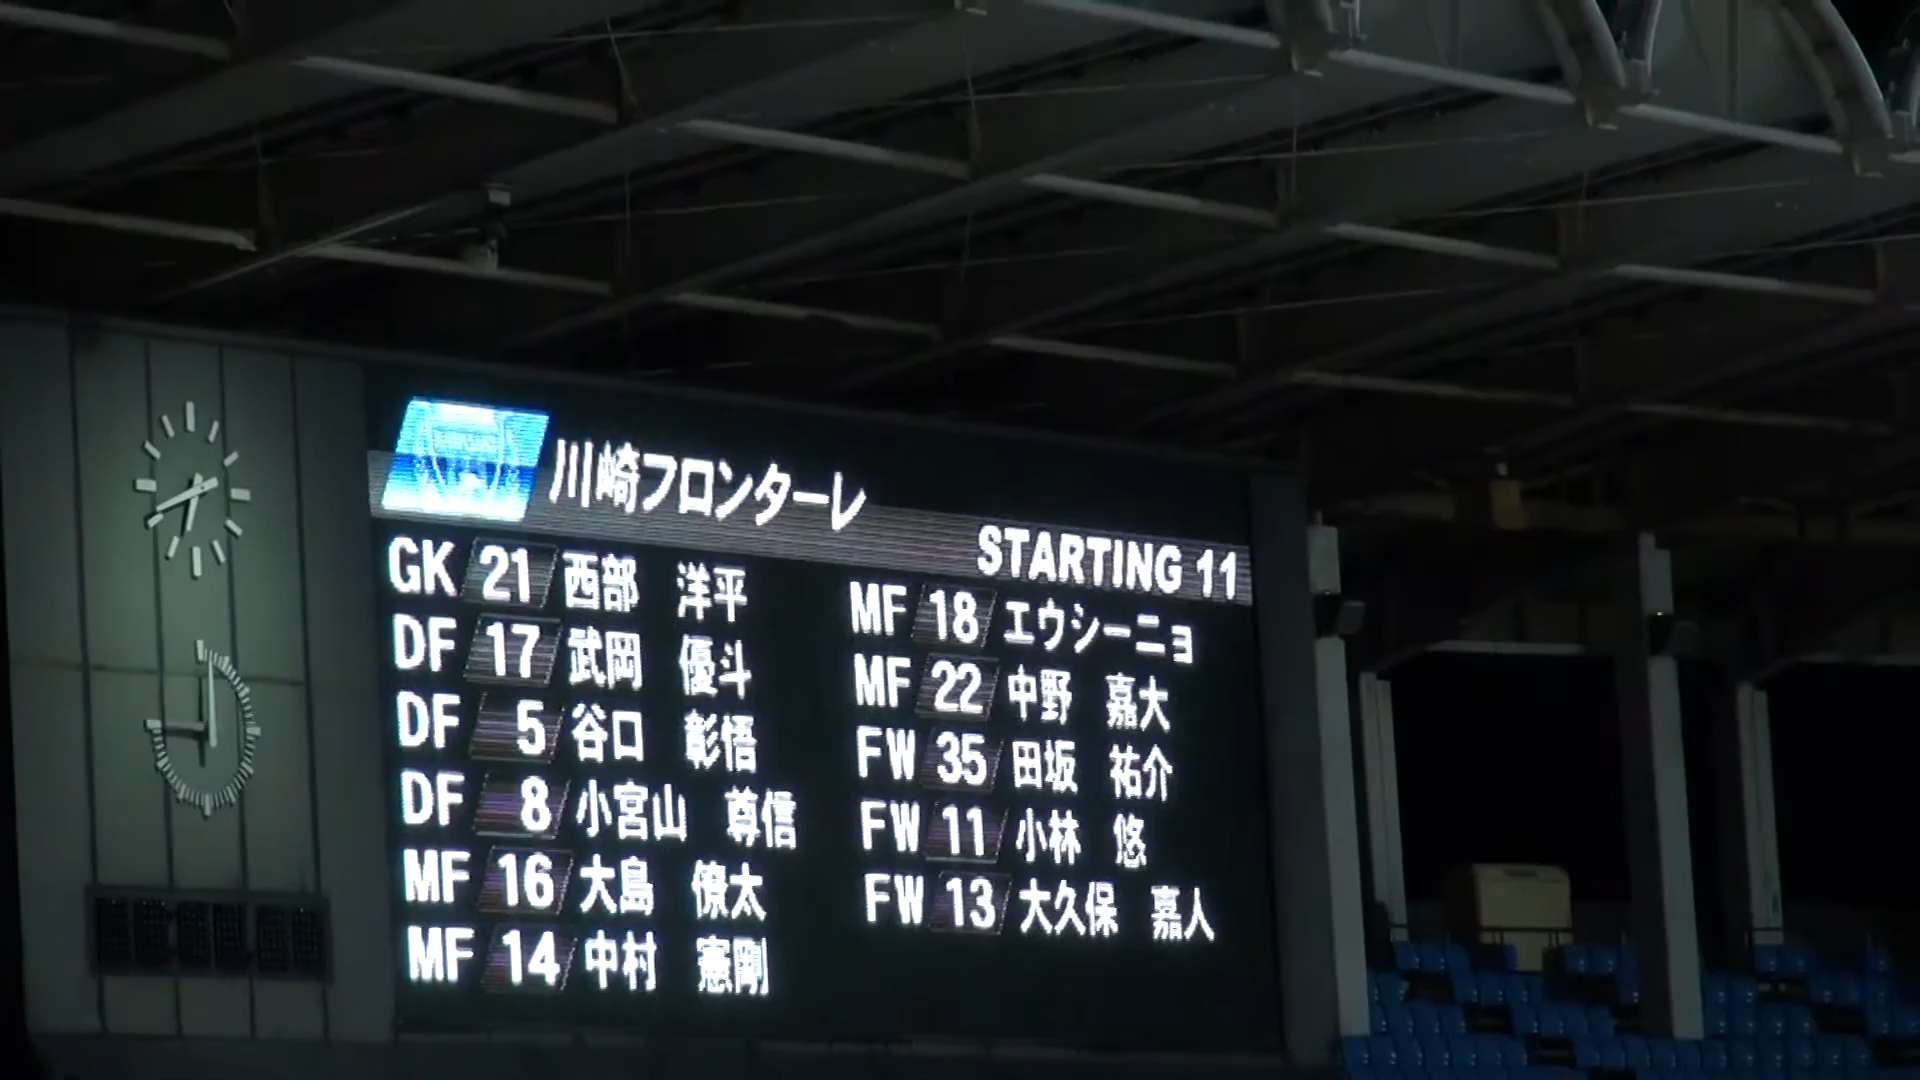 川崎フロンターレ
STARTING 11
GK 21 西部 洋平
DF 17 武岡 優斗
DF 5 谷口 彰悟
DF 8 小宮山 尊信
MF 16 大島 僚太
MF 14 中村 憲剛
MF 18 エウシーニョ
MF 22 中野 嘉大
FW 35 田坂 祐介
FW 11 小林 悠
FW 13 大久保 嘉人